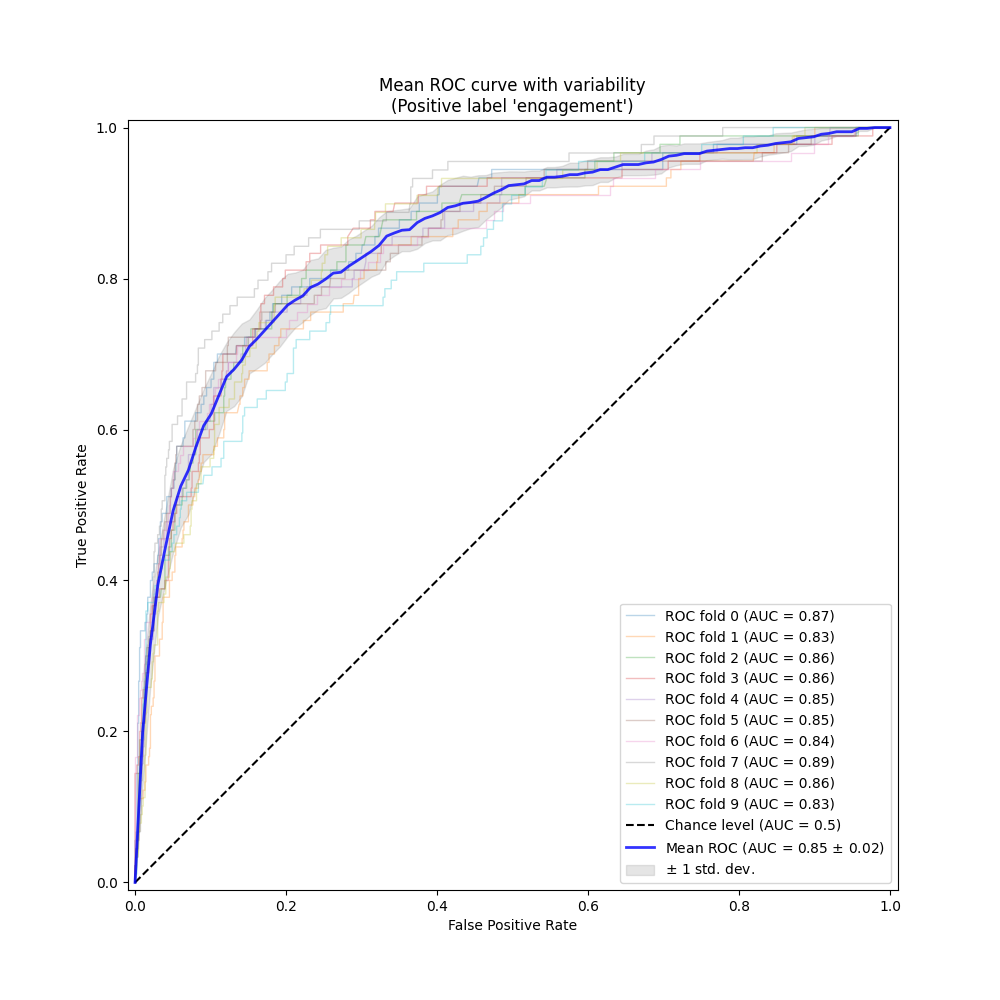 Mean ROC curve with variability
(Positive label 'engagement')
True Positive Rate
1.0
0.8
0.6
0.4
0.2
0.0
0.0 0.2 0.4 0.6 0.8 1.0
False Positive Rate
ROC fold 0 (AUC = 0.87)
ROC fold 1 (AUC = 0.83)
ROC fold 2 (AUC = 0.86)
ROC fold 3 (AUC = 0.86)
ROC fold 4 (AUC = 0.85)
ROC fold 5 (AUC = 0.85)
ROC fold 6 (AUC = 0.84)
ROC fold 7 (AUC = 0.89)
ROC fold 8 (AUC = 0.86)
ROC fold 9 (AUC = 0.83)
Chance level (AUC = 0.5)
Mean ROC (AUC = 0.85 ± 0.02)
± 1 std. dev.